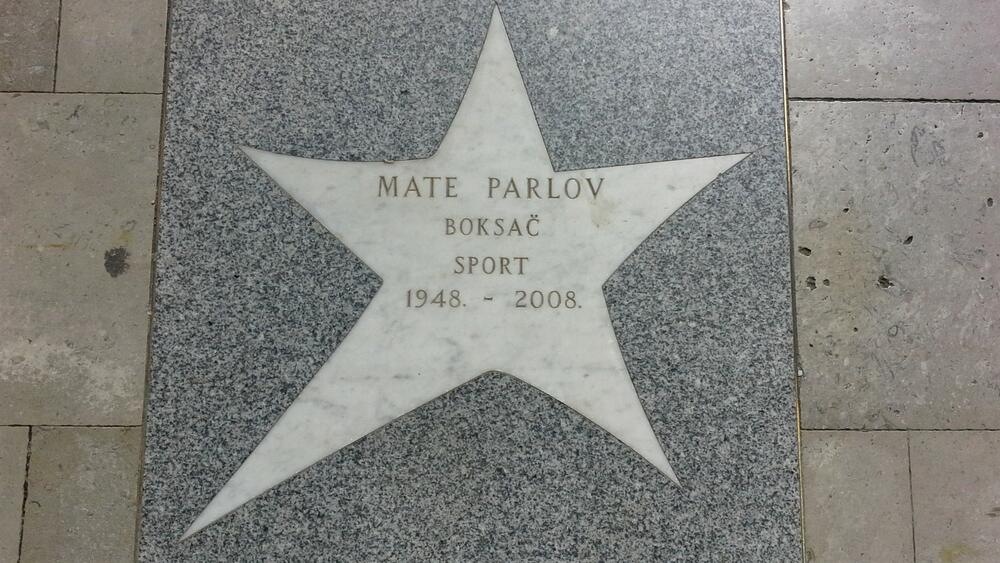 MATE PARLOV
BOKSAČ
SPORT
1948. - 2008.